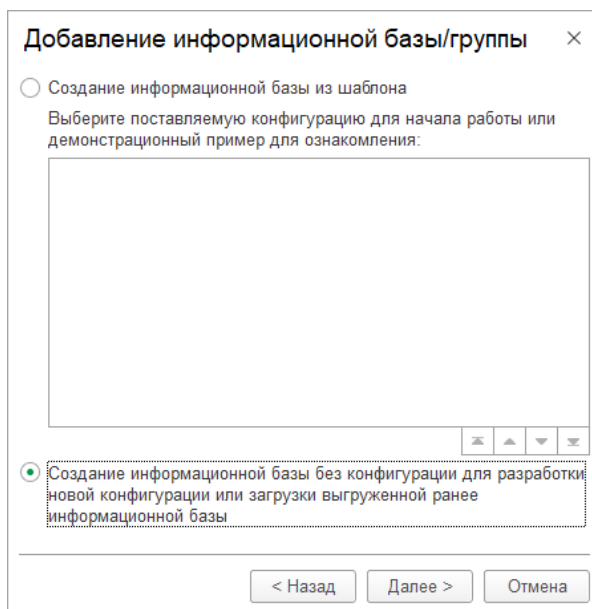 Добавление информационной базы/группы
Создание информационной базы из шаблона
Выберите поставляемую конфигурацию для начала работы или
демонстрационный пример для ознакомления:
Создание информационной базы без конфигурации для разработки
новой конфигурации или загрузки выгруженной ранее
информационной базы
< Назад
Далее >
Отмена